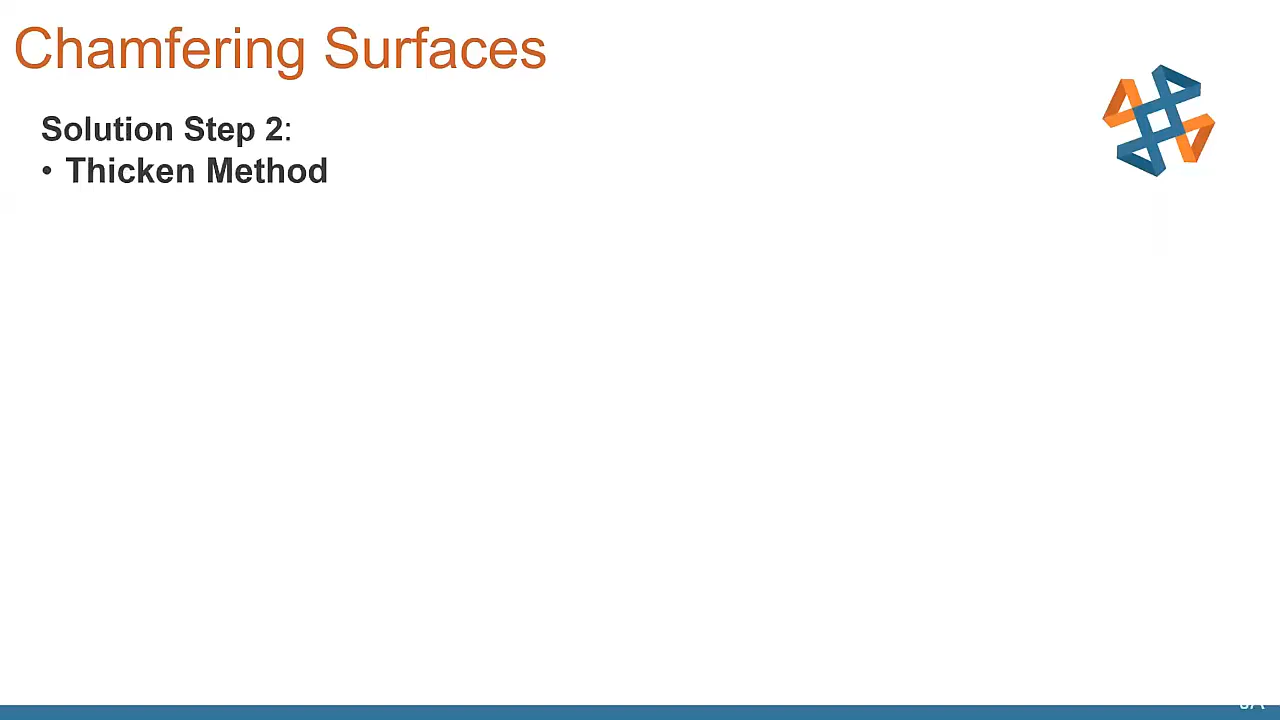 Chamfering Surfaces
Solution Step 2:
• Thicken Method